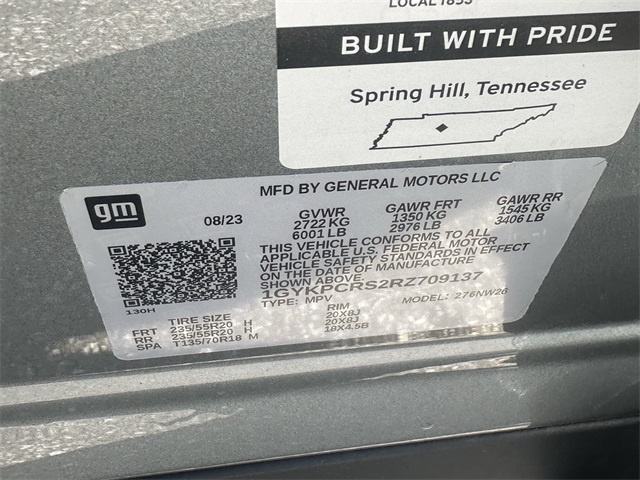 LOCAL 1853
BUILT WITH PRIDE
Spring Hill, Tennessee
MFD BY GENERAL MOTORS LLC
gm
08/23
GVWR GAWR FRT GAWR RR
2722 KG 1350 KG 1545 KG
6001 LB 2976 LB 3406 LB
THIS VEHICLE CONFORMS TO ALL
APPLICABLE U.S. FEDERAL MOTOR
VEHICLE SAFETY STANDARDS IN EFFECT
ON THE DATE OF MANUFACTURE
SHOWN ABOVE
1GYKPCRS2RZ709137
TYPE: MPV MODEL: 276NW26
130H
TIRE SIZE RIM
FRT 235/55R20 H 20X8J
RR 235/55R20 H 20X8J
SPA T135/70R18 M 18X4.5B